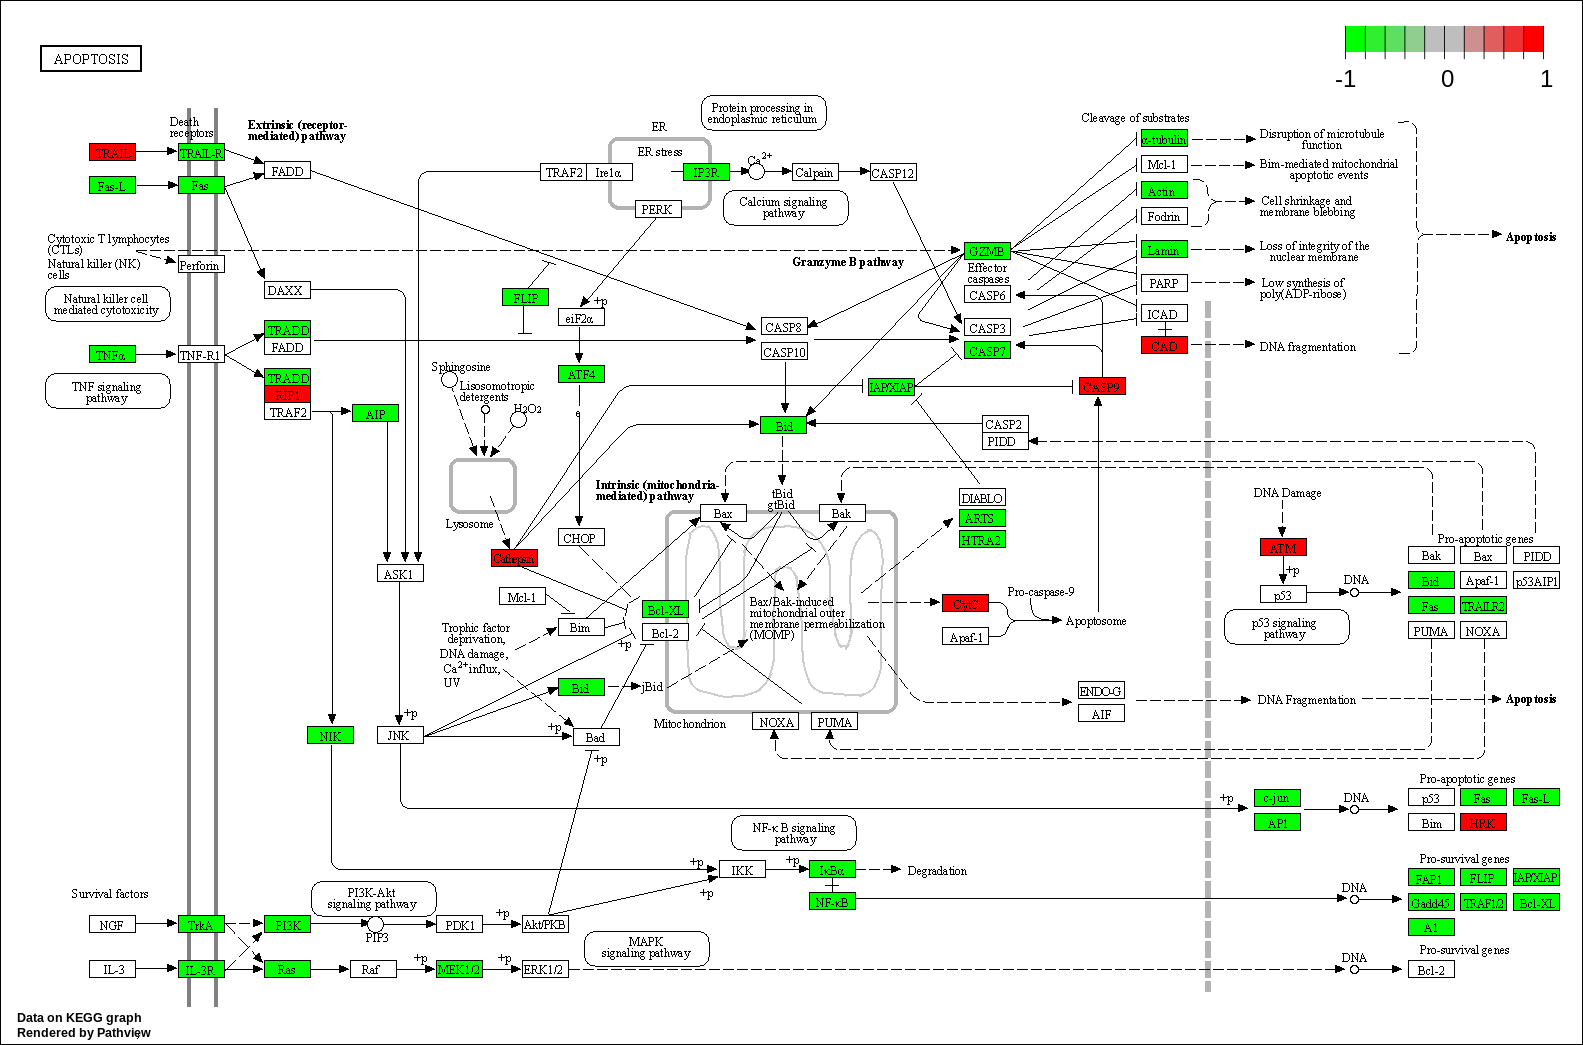 APOPTOSIS
-1
0
1
Death
receptors
Extrinsic (receptor-
mediated) pathway
ER
Protein processing in
endoplasmic reticulum
Cleavage of substrates
TRAIL
TRAIL-R
FADD
Fas-L
Fas
ER stress
TRAF2
Ire1α
IP3R
Ca2+
Calpain
CASP12
PERK
Calcium signaling
pathway
α-tubulin
Disruption of microtubule
function
Mcl-1
Bim-mediated mitochondrial
apoptotic events
Actin
Fodrin
Cell shrinkage and
membrane blebbing
Apoptosis
Cytotoxic T lymphocytes
(CTLs)
Natural killer (NK)
cells
Perforin
Granzyme B pathway
GZMB
Lamin
Loss of integrity of the
nuclear membrane
Effector
caspases
CASP6
PARP
Low synthesis of
poly(ADP-ribose)
Natural killer cell
mediated cytotoxicity
DAXX
FLIP
+p
eiF2α
CASP8
CASP3
ICAD
TRADD
FADD
TNFα
TNF-R1
CASP10
CASP7
CAD
DNA fragmentation
TNF signaling
pathway
TRADD
RIP1
TRAF2
AIP
Sphingosine
Lisosomotropic
detergents
H2O2
ATF4
e
IAP/XIAP
CASP9
Bid
CASP2
PIDD
Lysosome
Intrinsic (mitochondria-
mediated) pathway
tBid
gtBid
Bax
Bak
DIABLO
ARTS
HTRA2
DNA Damage
CHOP
Cathepsin
ASK1
ATM
+p
p53
DNA
Pro-apoptotic genes
Bak
Bax
PIDD
Bid
Apaf-1
p53AIP1
Fas
TRAILR2
PUMA
NOXA
p53 signaling
pathway
Mcl-1
Bim
Bcl-XL
Bcl-2
+p
Bax/Bak-induced
mitochondrial outer
membrane permeabilization
(MOMP)
CytC
Pro-caspase-9
Apaf-1
Apoptosome
Trophic factor
deprivation,
DNA damage,
Ca2+ influx,
UV
Bid
jBid
Mitochondrion
NOXA
PUMA
ENDO-G
AIF
DNA Fragmentation
Apoptosis
NIK
+p
JNK
+p
Bad
+p
+p
c-jun
AP1
DNA
Pro-apoptotic genes
p53
Fas
Fas-L
Bim
HRK
NF-κB signaling
pathway
+p
IKK
+p
IκBα
Degradation
+p
NF-κB
DNA
Pro-survival genes
FAP1
FLIP
IAP/XIAP
Gadd45
TRAF1/2
Bcl-XL
A1
Survival factors
PI3K-Akt
signaling pathway
NGF
TrkA
PI3K
PIP3
PDK1
+p
Akt/PKB
MAPK
signaling pathway
IL-3
IL-3R
Ras
Raf
+p
MEK1/2
+p
ERK1/2
DNA
Pro-survival genes
Bcl-2
Data on KEGG graph
Rendered by Pathview